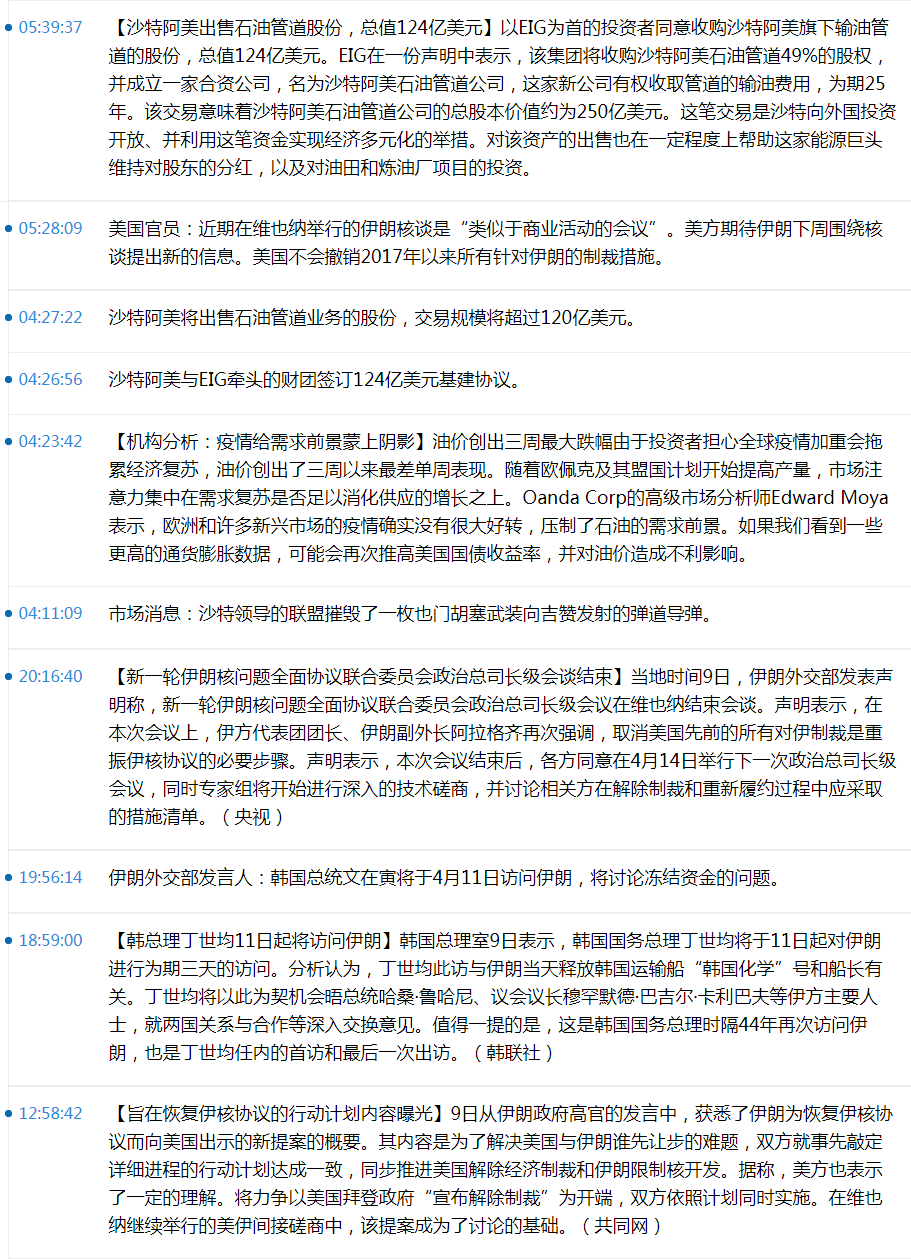 05:39:37 【沙特阿美出售石油管道股份，总值124亿美元】以EIG为首的投资者同意收购沙特阿美旗下输油管
道的股份，总值124亿美元。EIG在一份声明中表示，该集团将收购沙特阿美石油管道49%的股权，
并成立一家合资公司，名为沙特阿美石油管道公司，这家新公司有权收取管道的输油费用，为期25
年。该交易意味着沙特阿美石油管道公司的总股本价值约为250亿美元。这笔交易是沙特向外国投资
开放、并利用这笔资金实现经济多元化的举措。对该资产的出售也在一定程度上帮助这家能源巨头
维持对股东的分红，以及对油田和炼油厂项目的投资。
05:28:09 美国官员：近期在维也纳举行的伊朗核谈是“类似于商业活动的会议”。美方期待伊朗下周围绕核
谈提出新的信息。美国不会撤销2017年以来所有针对伊朗的制裁措施。
04:27:22 沙特阿美将出售石油管道业务的股份，交易规模将超过120亿美元。
04:26:56 沙特阿美与EIG牵头的财团签订124亿美元基建协议。
04:23:42 【机构分析：疫情给需求前景蒙上阴影】油价创出三周最大跌幅由于投资者担心全球疫情加重会拖
累经济复苏，油价创出了三周以来最差单周表现。随着欧佩克及其盟国计划开始提高产量，市场注
意力集中在需求复苏是否足以消化供应的增长之上。Oanda Corp的高级市场分析师Edward Moya
表示，欧洲和许多新兴市场的疫情确实没有很大好转，压制了石油的需求前景。如果我们看到一些
更高的通货膨胀数据，可能会再次推高美国国债收益率，并对油价造成不利影响。
04:11:09 市场消息：沙特领导的联盟摧毁了一枚也门胡塞武装向吉赞发射的弹道导弹。
20:16:40 【新一轮伊朗核问题全面协议联合委员会政治总司长级会谈结束】当地时间9日，伊朗外交部发表声
明称，新一轮伊朗核问题全面协议联合委员会政治总司长级会议在维也纳结束会谈。声明表示，在
本次会议上，伊方代表团团长、伊朗副外长阿拉格齐再次强调，取消美国先前的所有对伊制裁是重
振伊核协议的必要步骤。声明表示，本次会议结束后，各方同意在4月14日举行下一次政治总司长级
会议，同时专家组将开始进行深入的技术磋商，并讨论相关方在解除制裁和重新履约过程中应采取
的措施清单。（央视）
19:56:14 伊朗外交部发言人：韩国总统文在寅将于4月11日访问伊朗，将讨论冻结资金的问题。
18:59:00 【韩总理丁世均11日起将访问伊朗】韩国总理室9日表示，韩国国务总理丁世均将于11日起对伊朗
进行为期三天的访问。分析认为，丁世均此访与伊朗当天释放韩国运输船“韩国化学”号和船长有
关。丁世均将以此为契机会晤总统哈桑·鲁哈尼、议会议长穆罕默德·巴吉尔·卡利巴夫等伊方主要人
士，就两国关系与合作等深入交换意见。值得一提的是，这是韩国国务总理时隔44年再次访问伊
朗，也是丁世均任内的首访和最后一次出访。（韩联社）
12:58:42 【旨在恢复伊核协议的行动计划内容曝光】9日从伊朗政府高官的发言中，获悉了伊朗为恢复伊核协
议而向美国出示的新提案的概要。其内容是为了解决美国与伊朗谁先让步的难题，双方就事先敲定
详细进程的行动计划达成一致，同步推进美国解除经济制裁和伊朗限制核开发。据称，美方也表示
了一定的理解。将力争以美国拜登政府“宣布解除制裁”为开端，双方依照计划同时实施。在维也
纳继续举行的美伊间接磋商中，该提案成为了讨论的基础。（共同网）